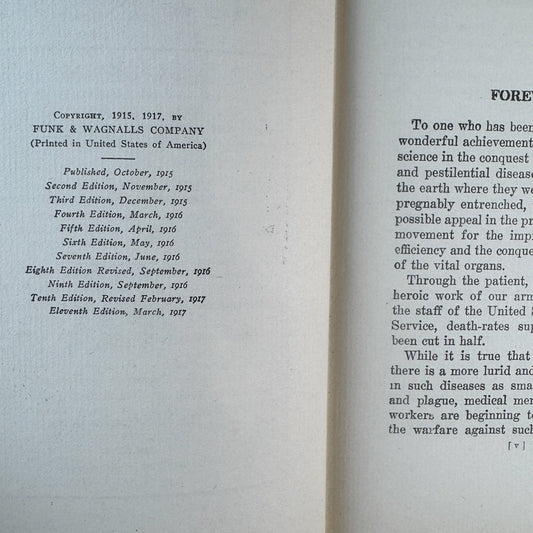 Copyright, 1915, 1917, by
FUNK & WAGNALLS COMPANY
(Printed in United States of America)
Published, October, 1915
Second Edition, November, 1915
Third Edition, December, 1915
Fourth Edition, March, 1916
Fifth Edition, April, 1916
Sixth Edition, May, 1916
Seventh Edition, June, 1916
Eighth Edition Revised, September, 1916
Ninth Edition, September, 1916
Tenth Edition, Revised February, 1917
Eleventh Edition, March, 1917
FORE
To one who has been
wonderful achievement
science in the conquest
and pestilential diseas
the earth where they we
pregnably entrenched,
possible appeal in the pr
movement for the imp
efficiency and the conque
of the vital organs.
Through the patient,
heroic work of our arm
the staff of the United S
Service, death-rates sup
been cut in half.
While it is true that
there is a more lurid and
in such diseases as sma
and plague, medical mer
workers are beginning to
the warfare against such
[v]